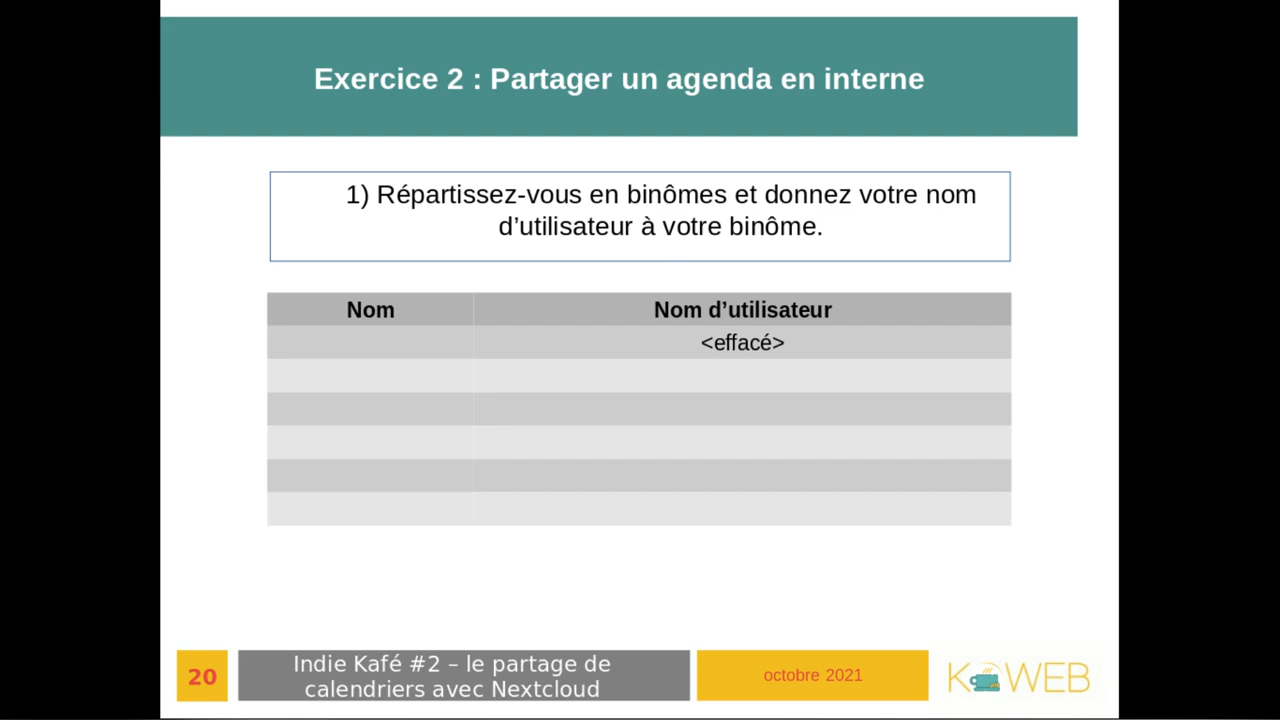 Exercice 2 : Partager un agenda en interne
1) Répartissez-vous en binômes et donnez votre nom
d’utilisateur à votre binôme.
Nom
Nom d’utilisateur
<effacé>
20
Indie Kafé #2 – le partage de
calendriers avec Nextcloud
octobre 2021
K WEB